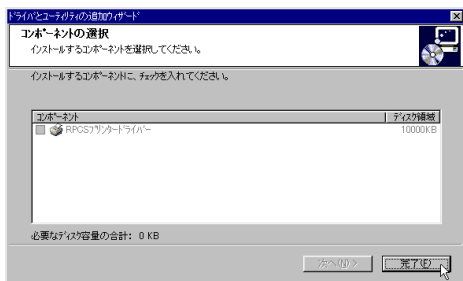 ドライバとユーティリティの追加ウィザード
コンポーネントの選択
インストールするコンポーネントを選択してください。
インストールするコンポーネントに、チェックを入れてください。
コンポーネント ディスク領域
RPCSプリンタードライバー 10000KB
必要なディスク容量の合計: 0 KB
次へ(N) > 完了(F)